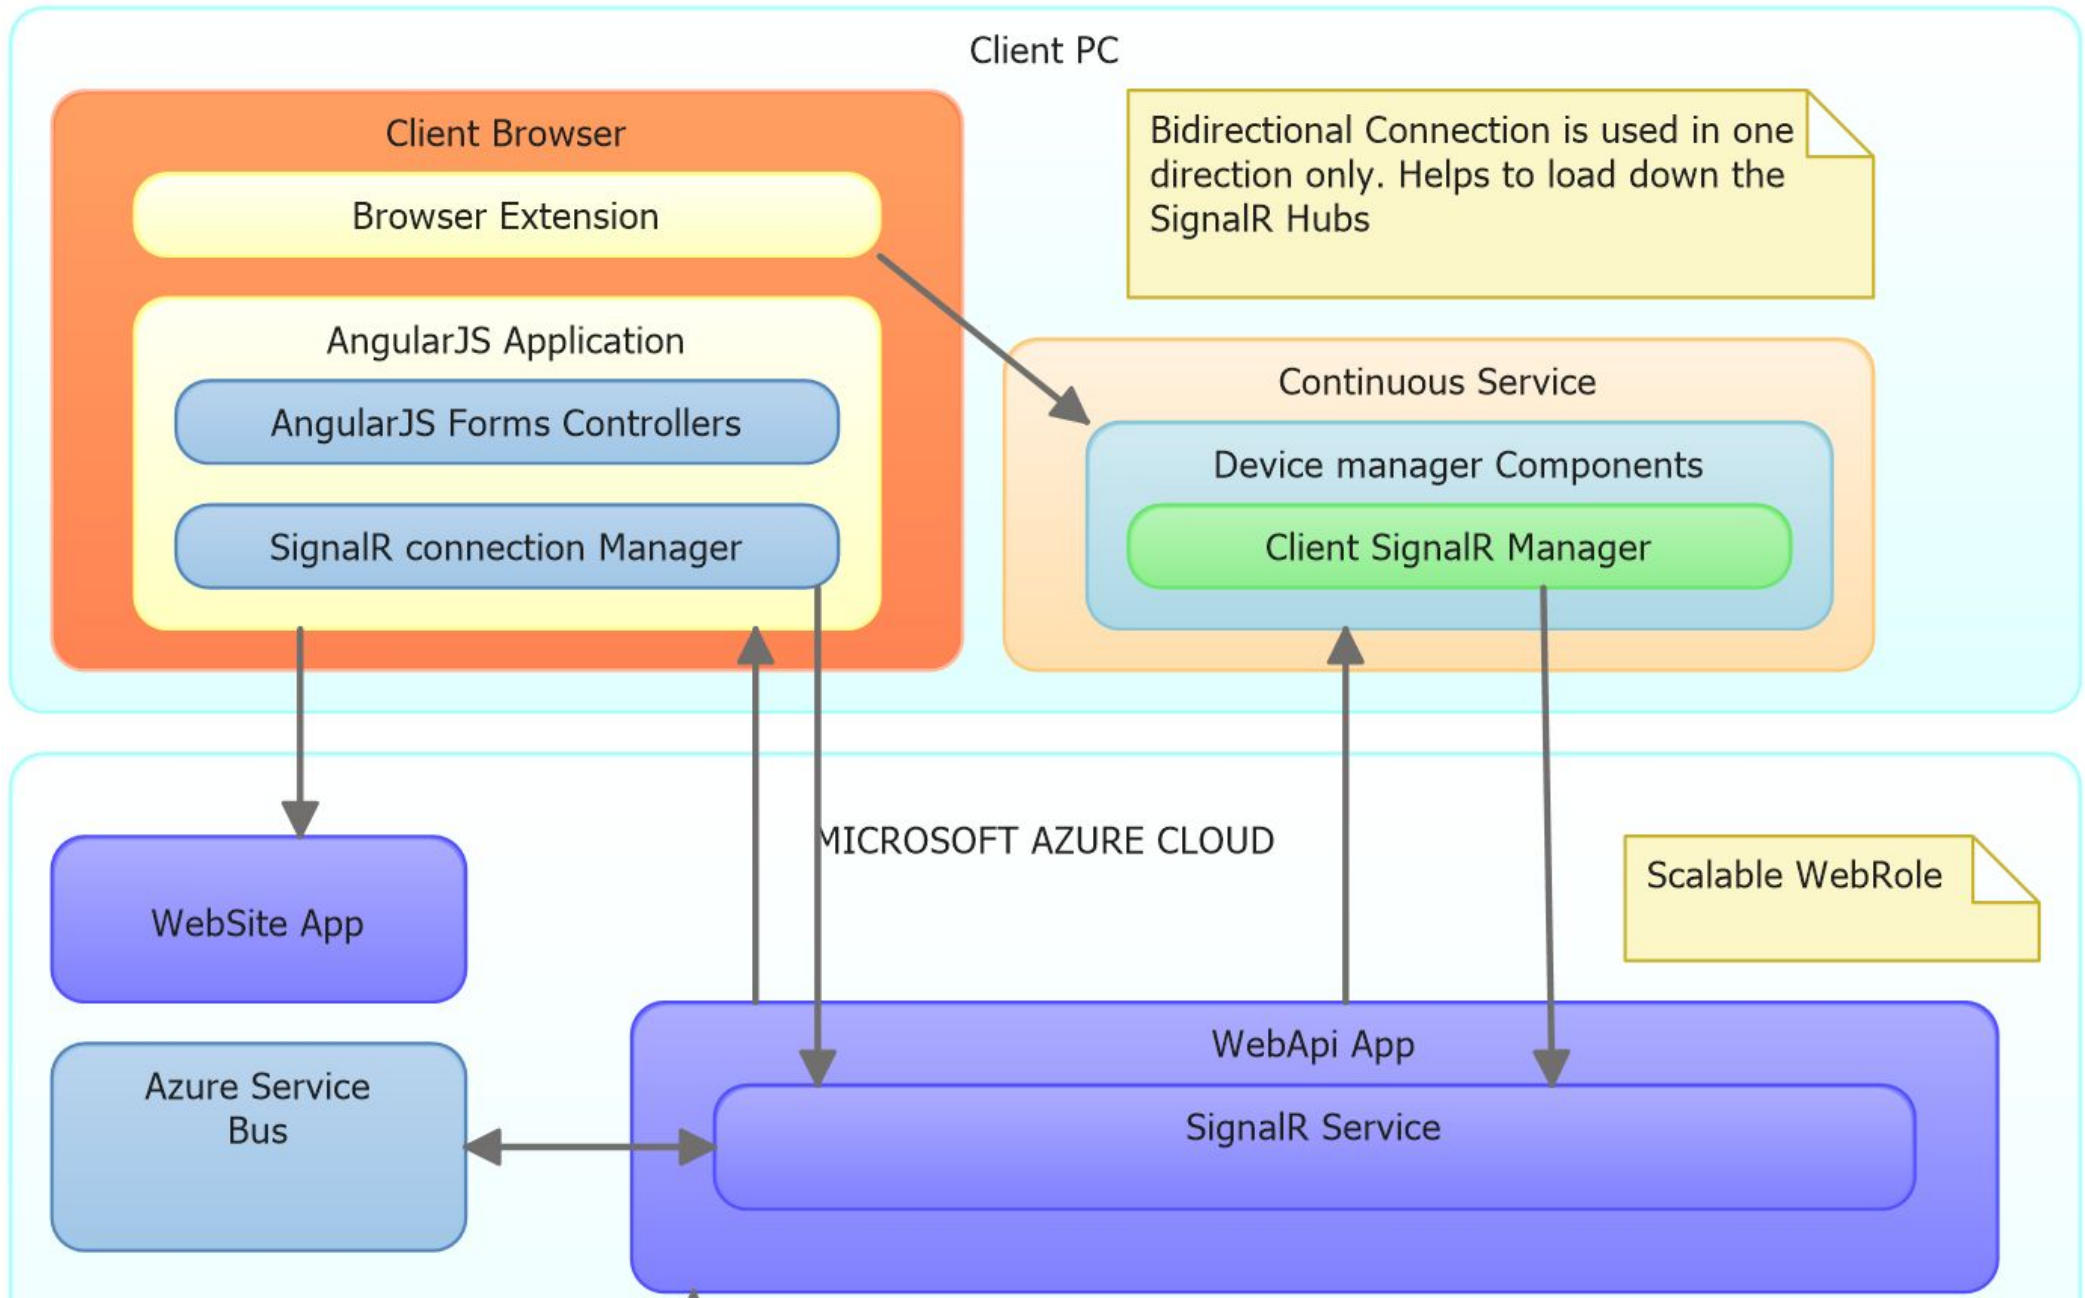 Client PC
Client Browser
Browser Extension
AngularJS Application
AngularJS Forms Controllers
SignalR connection Manager
Bidirectional Connection is used in one
direction only. Helps to load down the
SignalR Hubs
Continuous Service
Device manager Components
Client SignalR Manager
MICROSOFT AZURE CLOUD
Scalable WebRole
WebSite App
Azure Service
Bus
WebApi App
SignalR Service